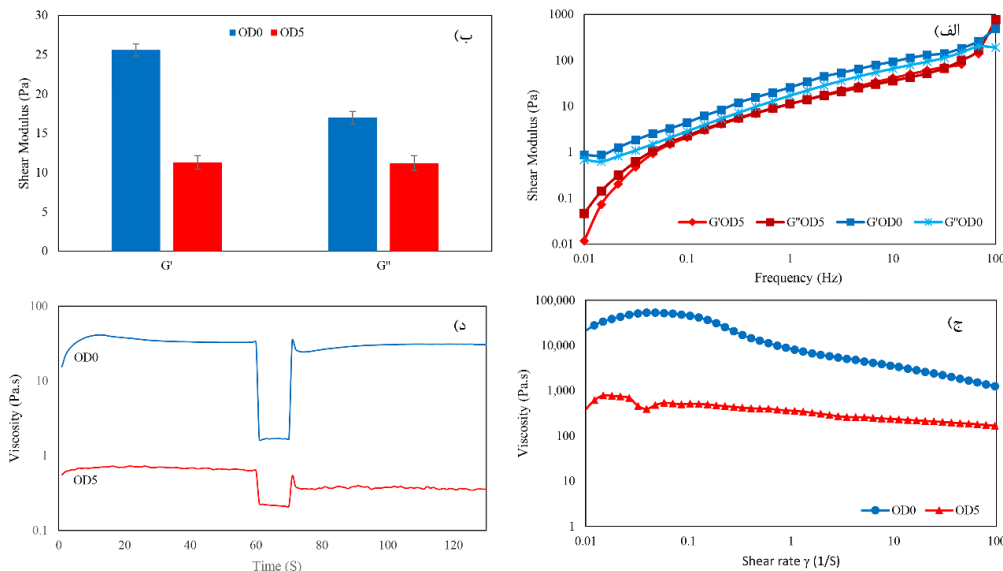 الف)
Shear Modulus (Pa)
1000
100
10
1
0.1
0.01
0.01
0.1
1
10
100
Frequency (Hz)
G'OD5
G"OD5
G'OD0
G"OD0
ب)
OD0
OD5
Shear Modulus (Pa)
30
25
20
15
10
5
0
G'
G"
ج)
Viscosity (Pa.s)
100,000
10,000
1,000
100
10
1
0.01
0.1
1
10
100
Shear rate γ (1/S)
OD0
OD5
د)
Viscosity (Pa.s)
100
10
1
0.1
OD0
OD5
0
20
40
60
80
100
120
Time (S)